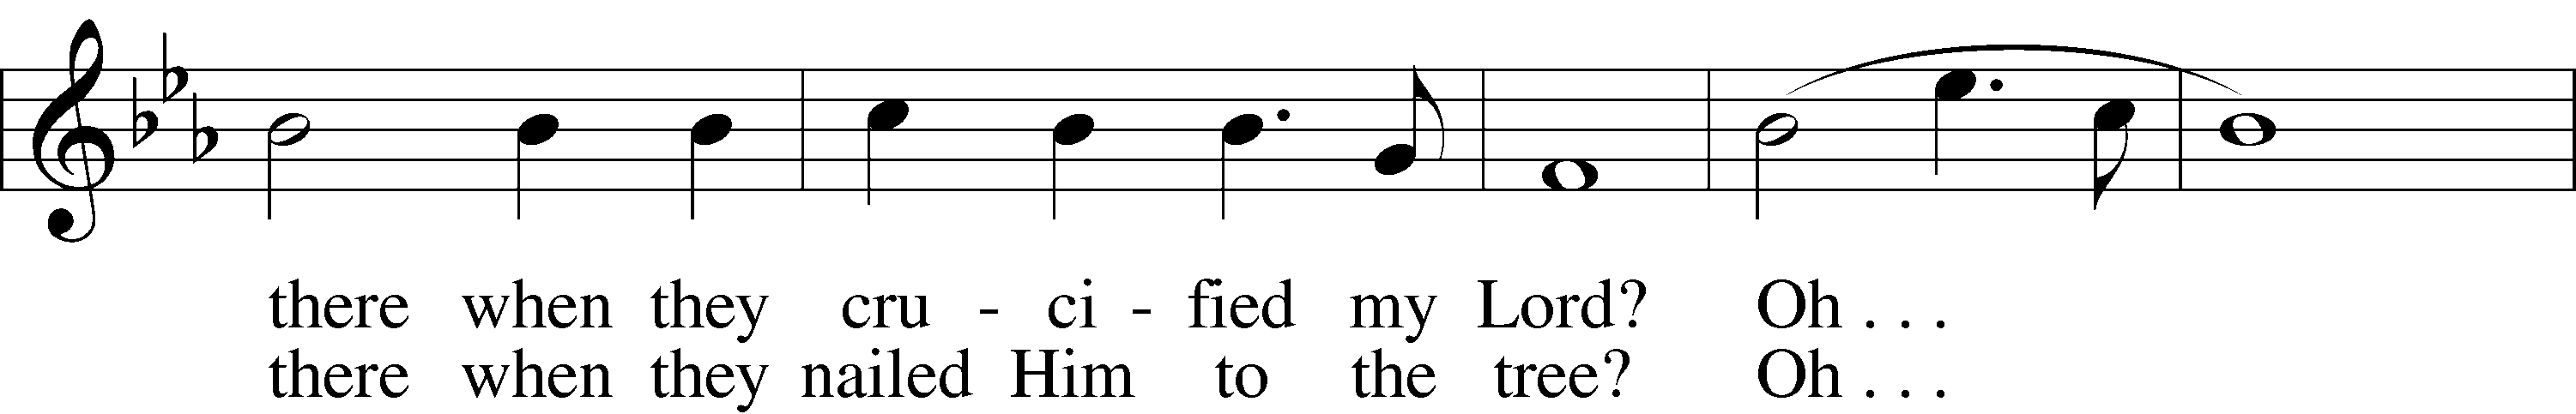 there when they cru - ci - fied my Lord? Oh . . .
there when they nailed Him to the tree? Oh . . .